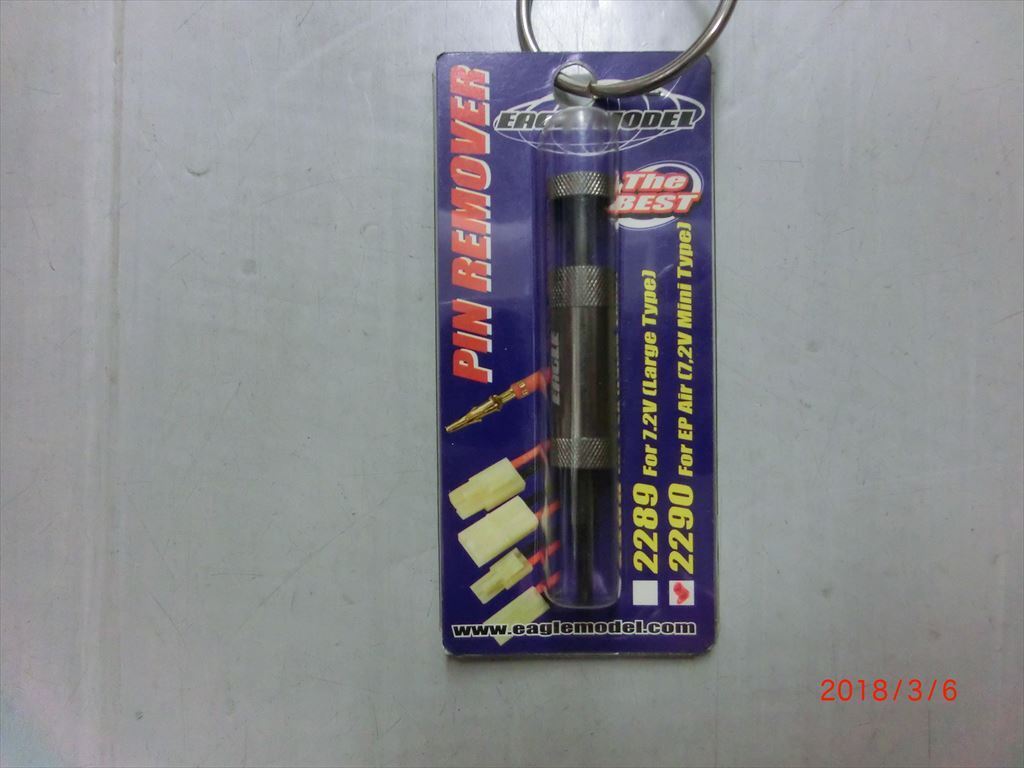 PIN REMOVER
EAGLE MODEL
The
BEST
EAGLE
2289 For 7.2V (Large Type)
2290 For EP Air (7,2V Mini Type)
www.eaglemodel.com
2018/3/6